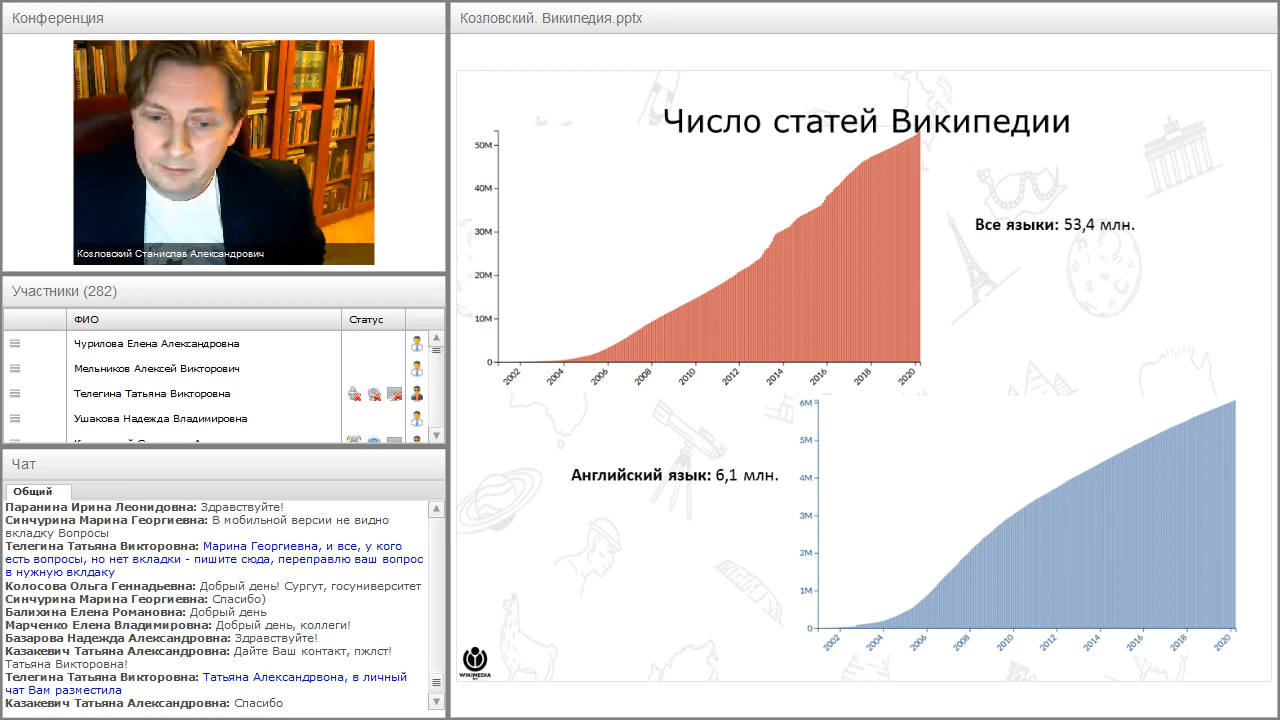 Конференция
Козловский Станислав Александрович
Участники (282)
ФИО
Статус
Чурилова Елена Александровна
Мельников Алексей Викторович
Телегина Татьяна Викторовна
Ушакова Надежда Владимировна
Чат
Общий
Паранина Ирина Леонидовна: Здравствуйте!
Синчурина Марина Георгиевна: В мобильной версии не видно
вкладку Вопросы
Телегина Татьяна Викторовна: Марина Георгиевна, и все, у кого
есть вопросы, но нет вкладки - пишите сюда, переправлю ваш вопрос
в нужную вклдаку
Колосова Ольга Геннадьевна: Добрый день! Сургут, госуниверситет
Синчурина Марина Георгиевна: Спасибо)
Балихина Елена Романовна: Добрый день
Марченко Елена Владимировна: Добрый день, коллеги!
Базарова Надежда Александровна: Здравствуйте!
Казакевич Татьяна Александровна: Дайте Ваш контакт, пжлст!
Татьяна Викторовна!
Телегина Татьяна Викторовна: Татьяна Александрвона, в личный
чат Вам разместила
Казакевич Татьяна Александровна: Спасибо
Козловский. Википедия.pptx
Число статей Википедии
50M
40M
30M
20M
10M
0
2002
2004
2006
2008
2010
2012
2014
2016
2018
2020
Все языки: 53,4 млн.
Английский язык: 6,1 млн.
6M
5M
4M
3M
2M
1M
0
2002
2004
2006
2008
2010
2012
2014
2016
2018
2020
WIKIMEDIA
RU